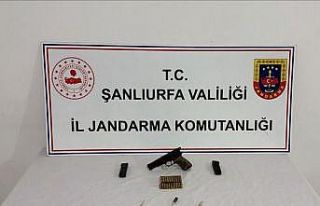 T.C.
ŞANLIURFA VALİLİĞİ
İL JANDARMA KOMUTANLIĞI